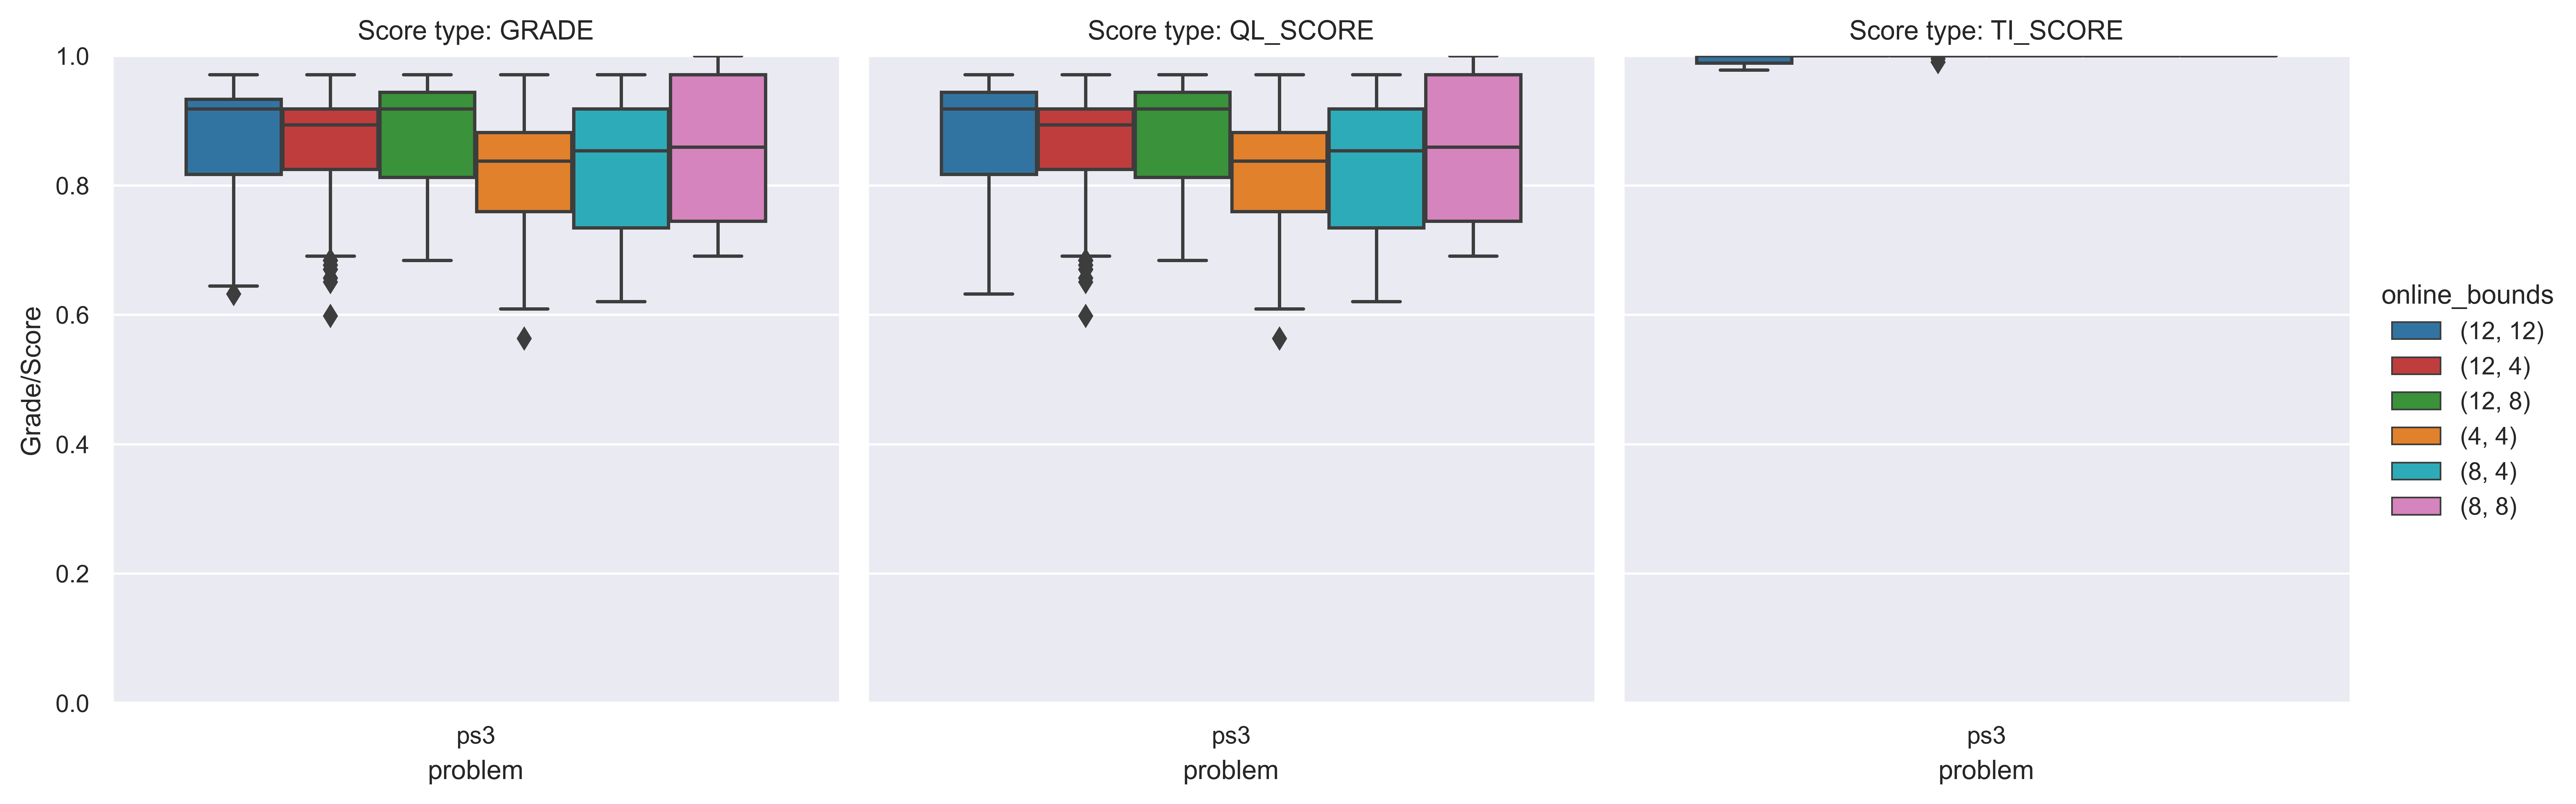 Score type: GRADE
Score type: QL_SCORE
Score type: TI_SCORE
Grade/Score
1.0
0.8
0.6
0.4
0.2
0.0
ps3
ps3
ps3
problem
problem
problem
online_bounds
(12, 12)
(12, 4)
(12, 8)
(4, 4)
(8, 4)
(8, 8)